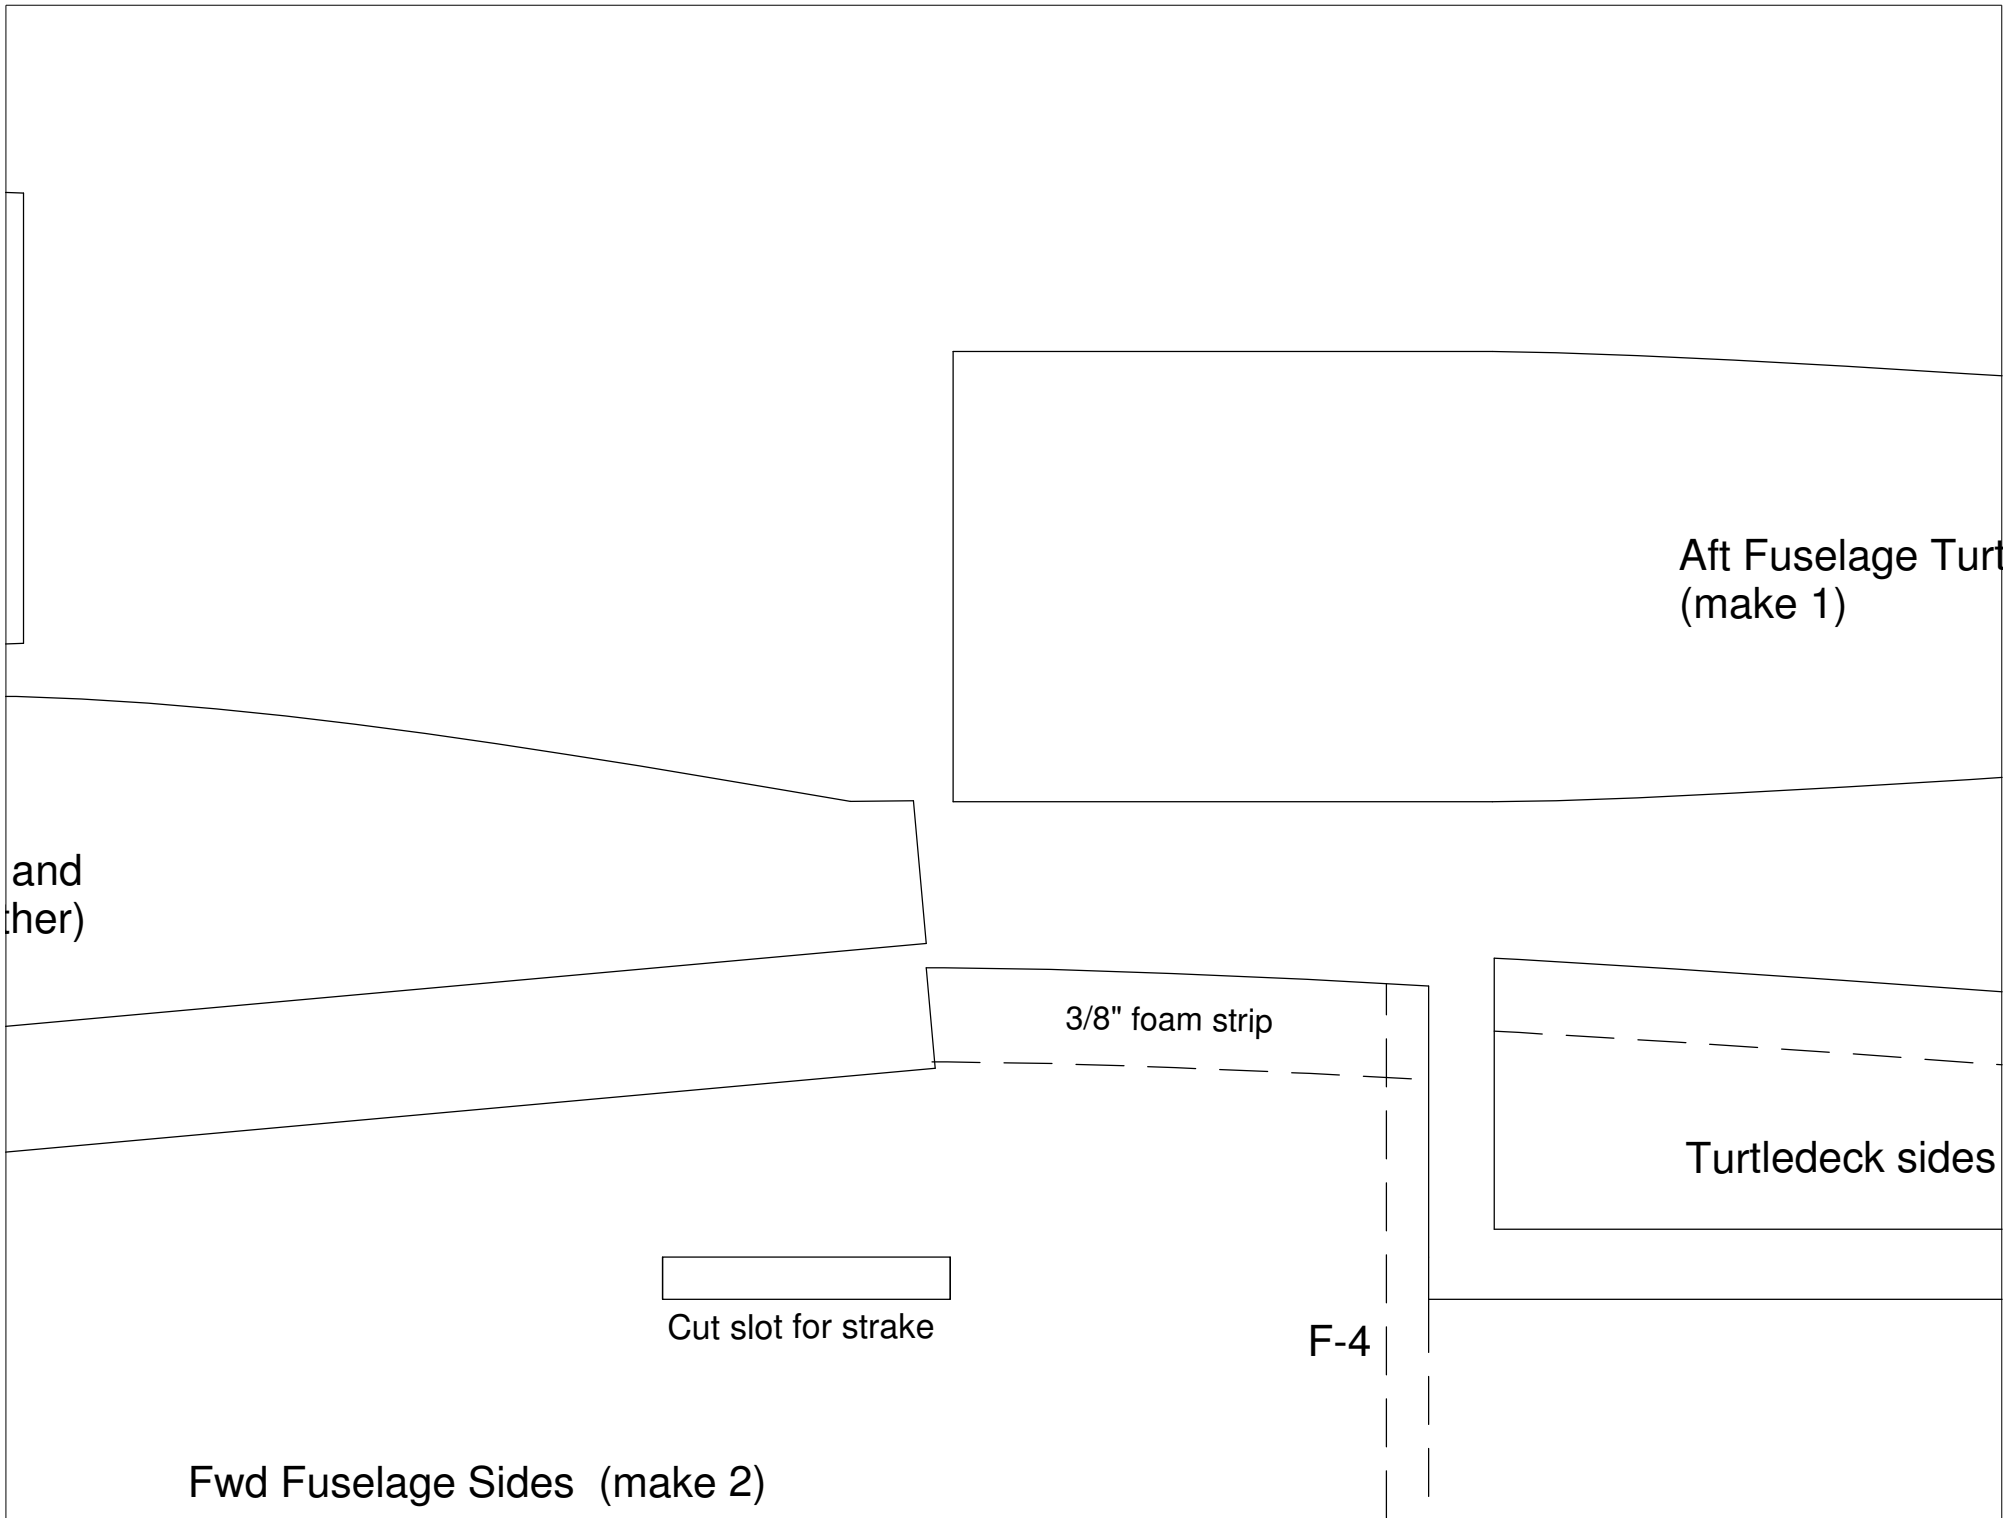 Aft Fuselage Turt
(make 1)
and
ther)
3/8" foam strip
Turtledeck sides
Cut slot for strake
F-4
Fwd Fuselage Sides (make 2)